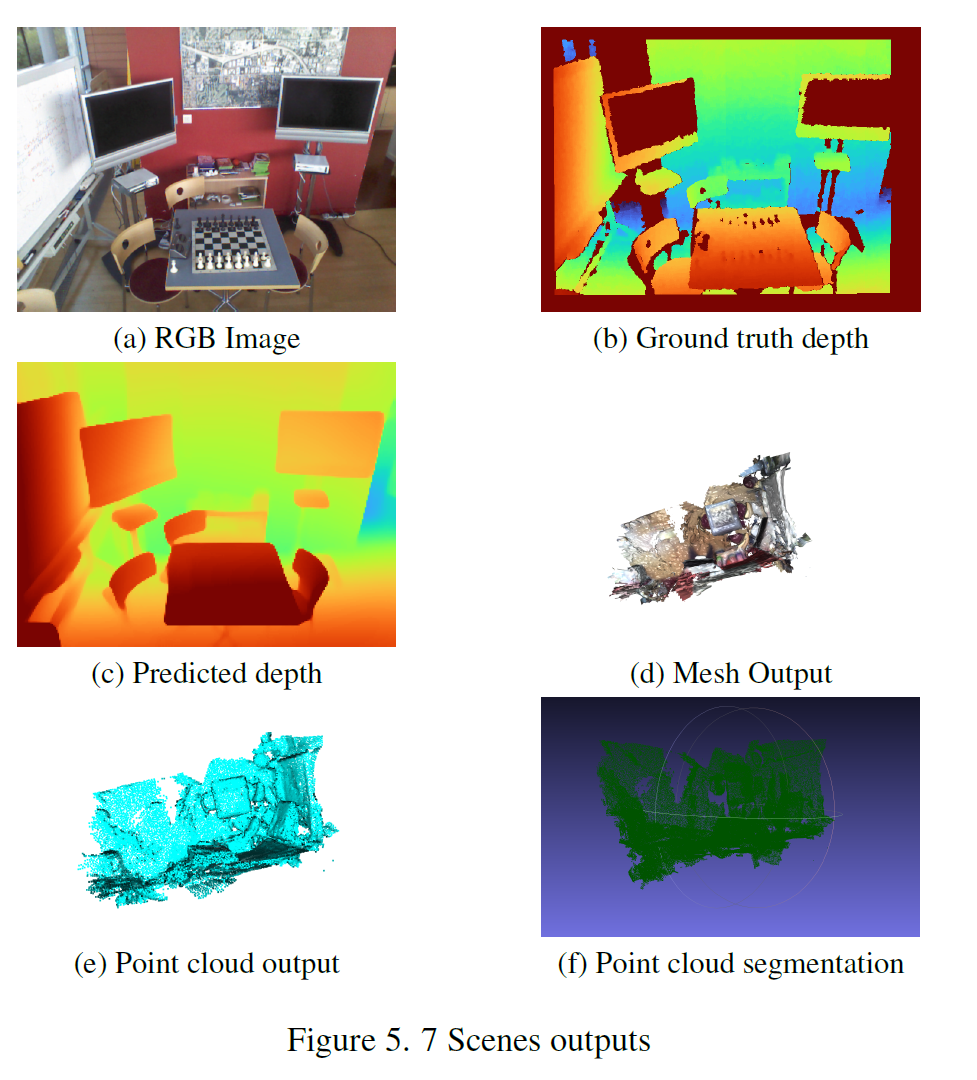 (a) RGB Image
(b) Ground truth depth
(c) Predicted depth
(d) Mesh Output
(e) Point cloud output
(f) Point cloud segmentation
Figure 5. 7 Scenes outputs